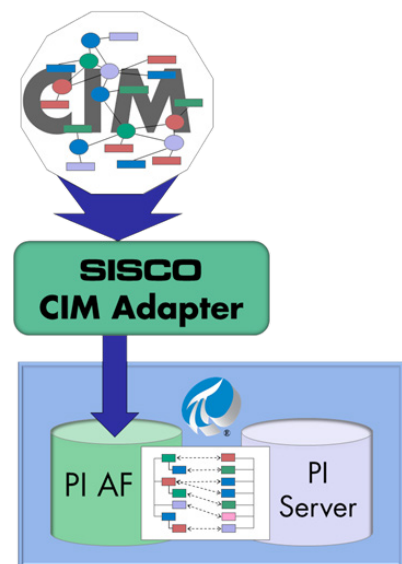 CIM
SISCO
CIM Adapter
®
PI AF
PI
Server